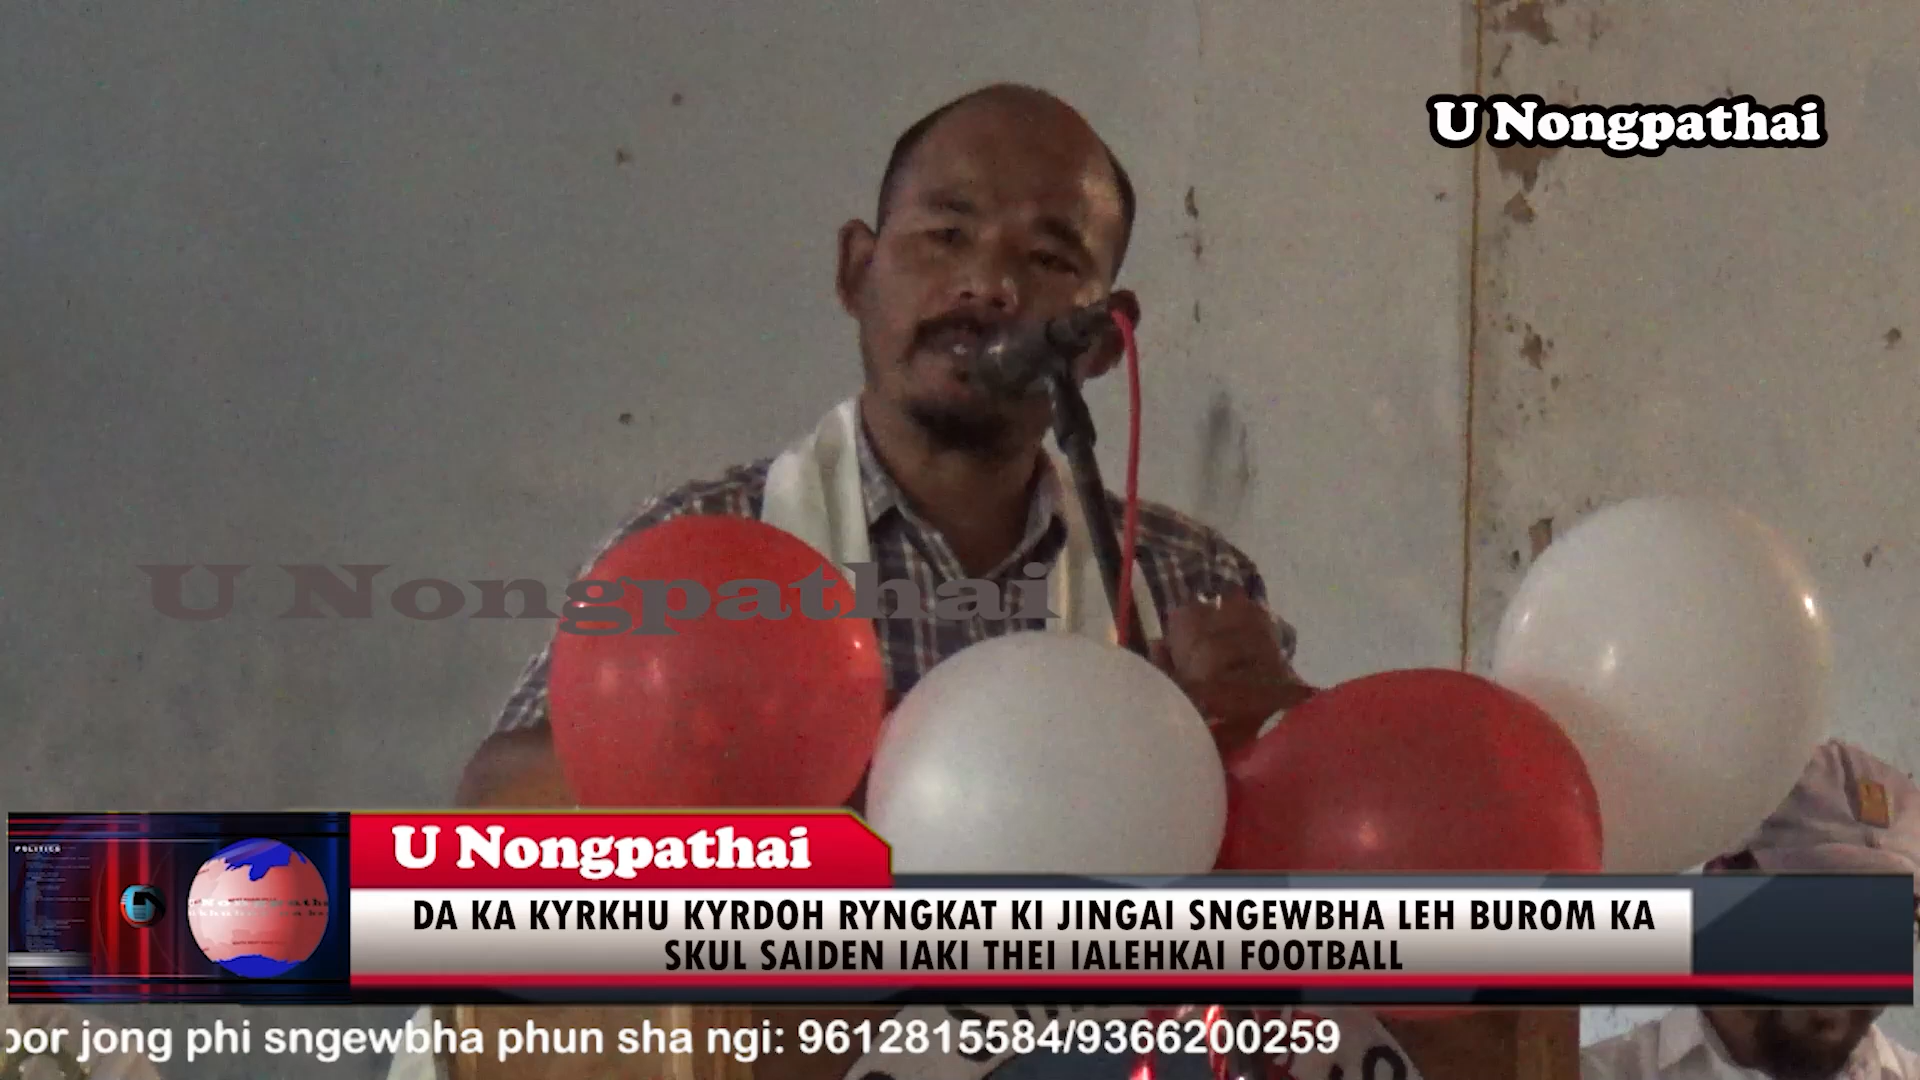 U Nongpathai
U Nongpathai
POLITICS
U Nongpathai
DA KA KYRKHU KYRDOH RYNGKAT KI JINGAI SNGEWBHA LEH BUROM KA
SKUL SAIDEN IAKI THEI IALEHKAI FOOTBALL
por jong phi sngewbha phun sha ngi: 9612815584/9366200259